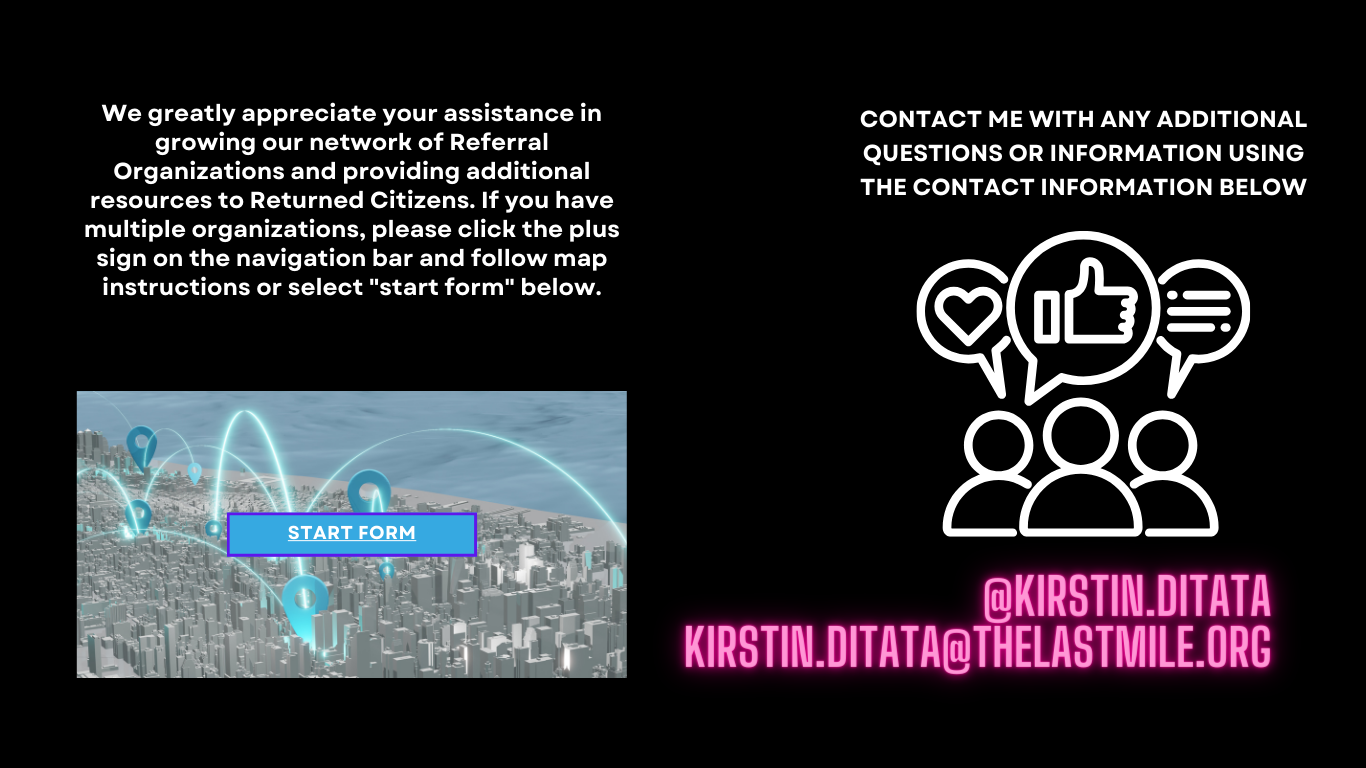 We greatly appreciate your assistance in
growing our network of Referral
Organizations and providing additional
resources to Returned Citizens. If you have
multiple organizations, please click the plus
sign on the navigation bar and follow map
instructions or select "start form" below.
START FORM
CONTACT ME WITH ANY ADDITIONAL
QUESTIONS OR INFORMATION USING
THE CONTACT INFORMATION BELOW
@KIRSTIN.DITATA
KIRSTIN.DITATA@THELASTMILE.ORG